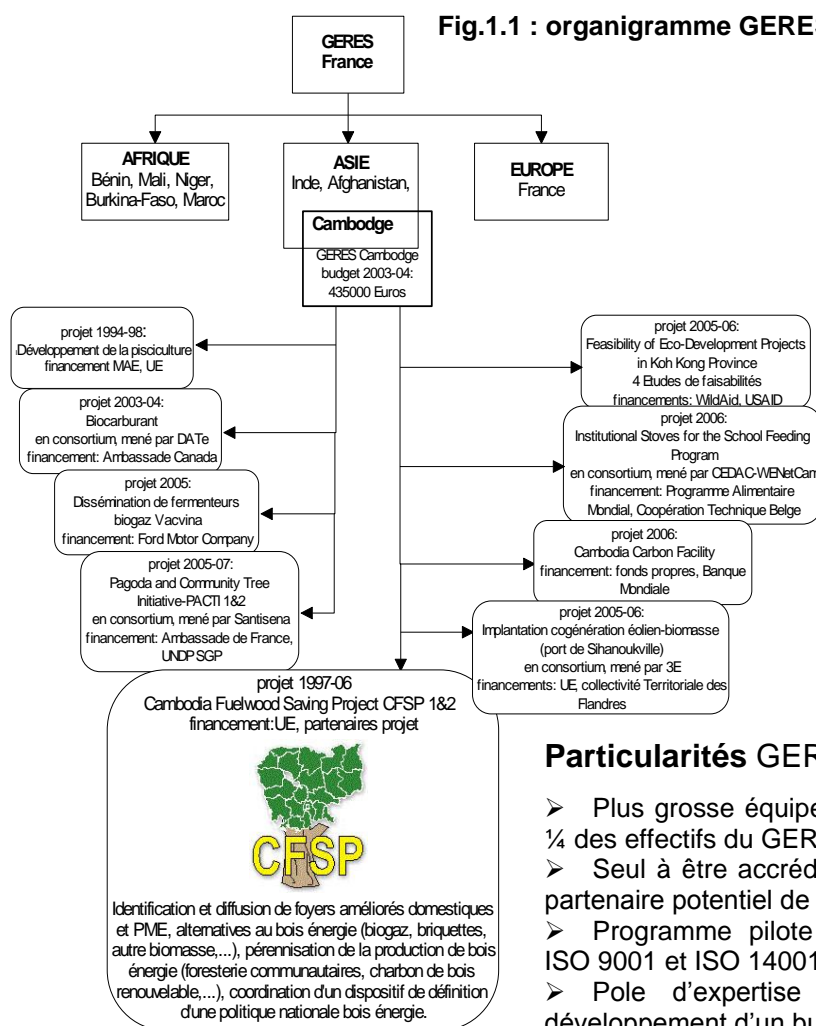 Fig.1.1 : organigramme GERES
GERES
France
AFRIQUE
Bénin, Mali, Niger,
Burkina-Faso, Maroc
ASIE
Inde, Afghanistan,
EUROPE
France
Cambodge
GERES Cambodge
budget 2003-04:
435000 Euros
projet 1994-98:
Développement de la pisciculture
financement MAE, UE
projet 2003-04:
Biocarburant
en consortium, mené par DATe
financement: Ambassade Canada
projet 2005:
Dissémination de fermenteurs
biogaz Vacvina
financement: Ford Motor Company
projet 2005-07:
Pagoda and Community Tree
Initiative-PACTI 1&2
en consortium, mené par Santisena
financement: Ambassade de France,
UNDP SGP
projet 2005-06:
Feasibility of Eco-Development Projects
in Koh Kong Province
4 Etudes de faisabilités
financements: WildAid, USAID
projet 2006:
Institutional Stoves for the School Feeding
Program
en consortium, mené par CEDAC-WENetCam
financement: Programme Alimentaire
Mondial, Coopération Technique Belge
projet 2006:
Cambodia Carbon Facility
financement: fonds propres, Banque
Mondiale
projet 2005-06:
Implantation cogénération éolien-biomasse
(port de Sihanoukville)
en consortium, mené par 3E
financements: UE, collectivité Territoriale des
Flandres
projet 1997-06
Cambodia Fuelwood Saving Project CFSP 1&2
financement:UE, partenaires projet
CFSP
Identification et diffusion de foyers améliorés domestiques
et PME, alternatives au bois énergie (biogaz, briquettes,
autre biomasse,...), pérennisation de la production de bois
énergie (foresterie communautaires, charbon de bois
renouvelable,...), coordination d'un dispositif de définition
d'une politique nationale bois énergie.
Particularités GER
➢ Plus grosse équipe
¼ des effectifs du GER
➢ Seul à être accréd
partenaire potentiel de
➢ Programme pilote
ISO 9001 et ISO 14001
➢ Pole d'expertise
développement d'un bu